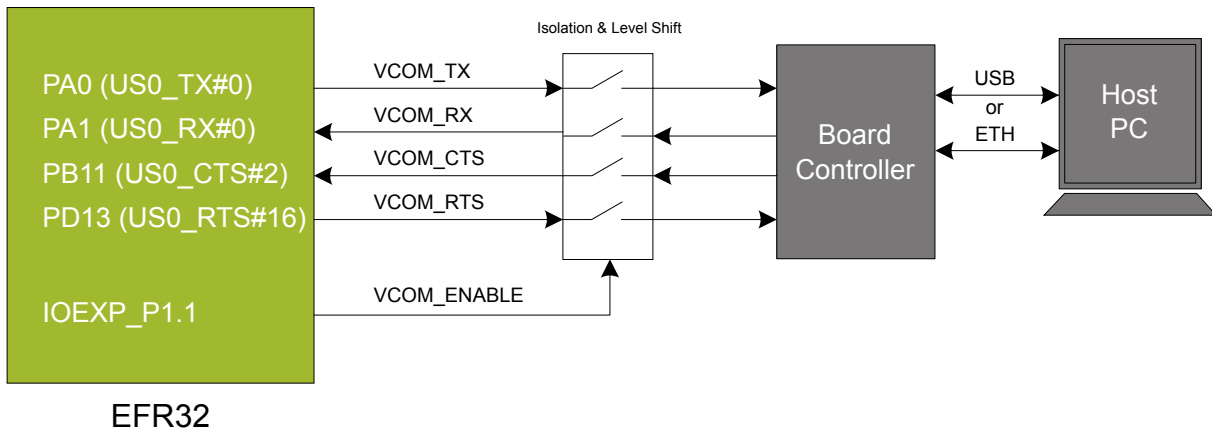 Isolation & Level Shift
PA0 (US0_TX#0)
VCOM_TX
PA1 (US0_RX#0)
VCOM_RX
PB11 (US0_CTS#2)
VCOM_CTS
PD13 (US0_RTS#16)
VCOM_RTS
IOEXP_P1.1
VCOM_ENABLE
EFR32
Board
Controller
USB
or
ETH
Host
PC